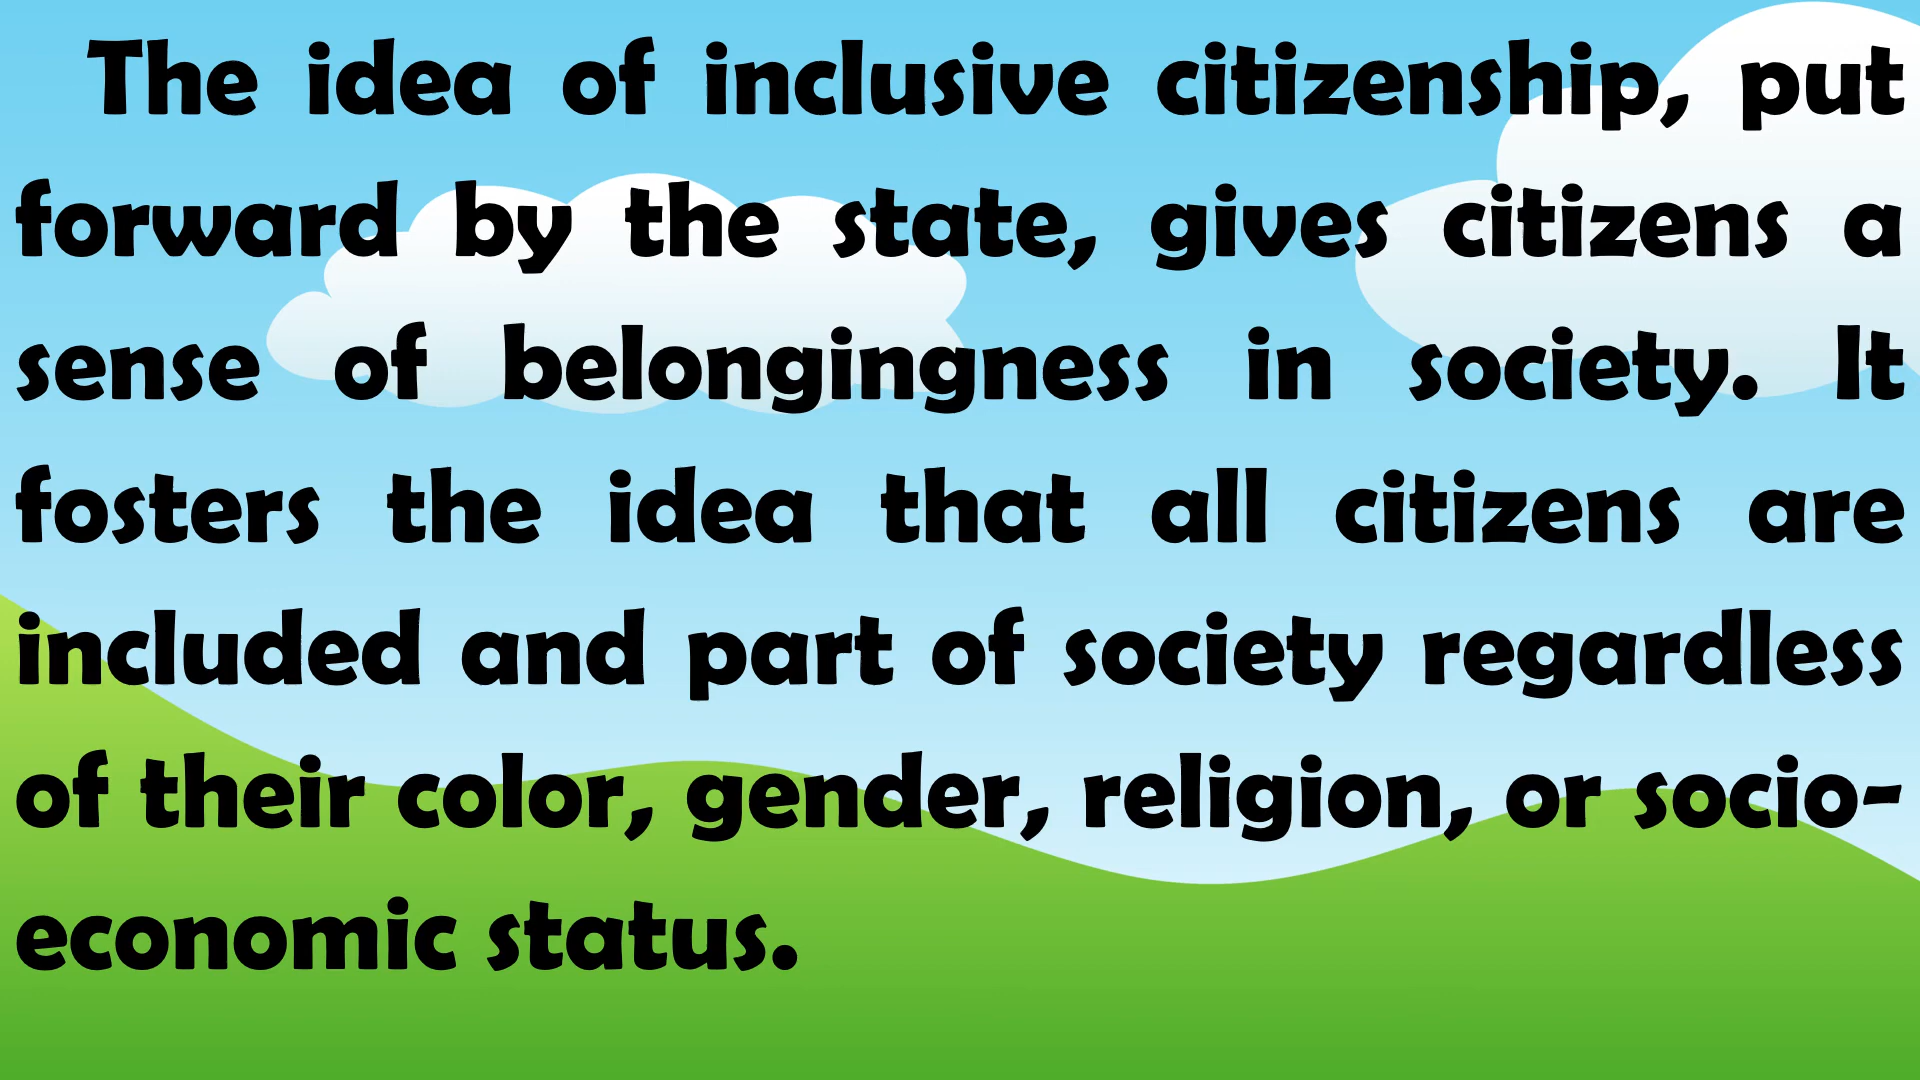 The idea of inclusive citizenship, put
forward by the state, gives citizens a
sense of belongingness in society. It
fosters the idea that all citizens are
included and part of society regardless
of their color, gender, religion, or socio-
economic status.